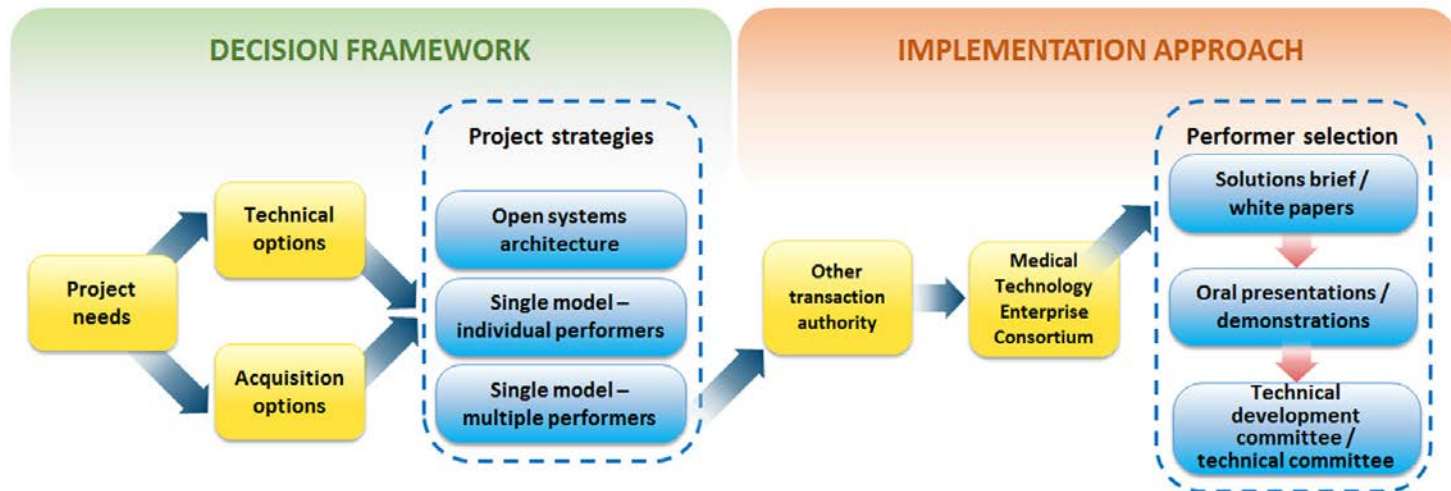 DECISION FRAMEWORK
IMPLEMENTATION APPROACH
Project needs
Technical
options
Acquisition
options
Project strategies
Open systems
architecture
Single model –
individual performers
Single model –
multiple performers
Other
transaction
authority
Medical
Technology
Enterprise
Consortium
Performer selection
Solutions brief /
white papers
Oral presentations /
demonstrations
Technical
development
committee /
technical committee